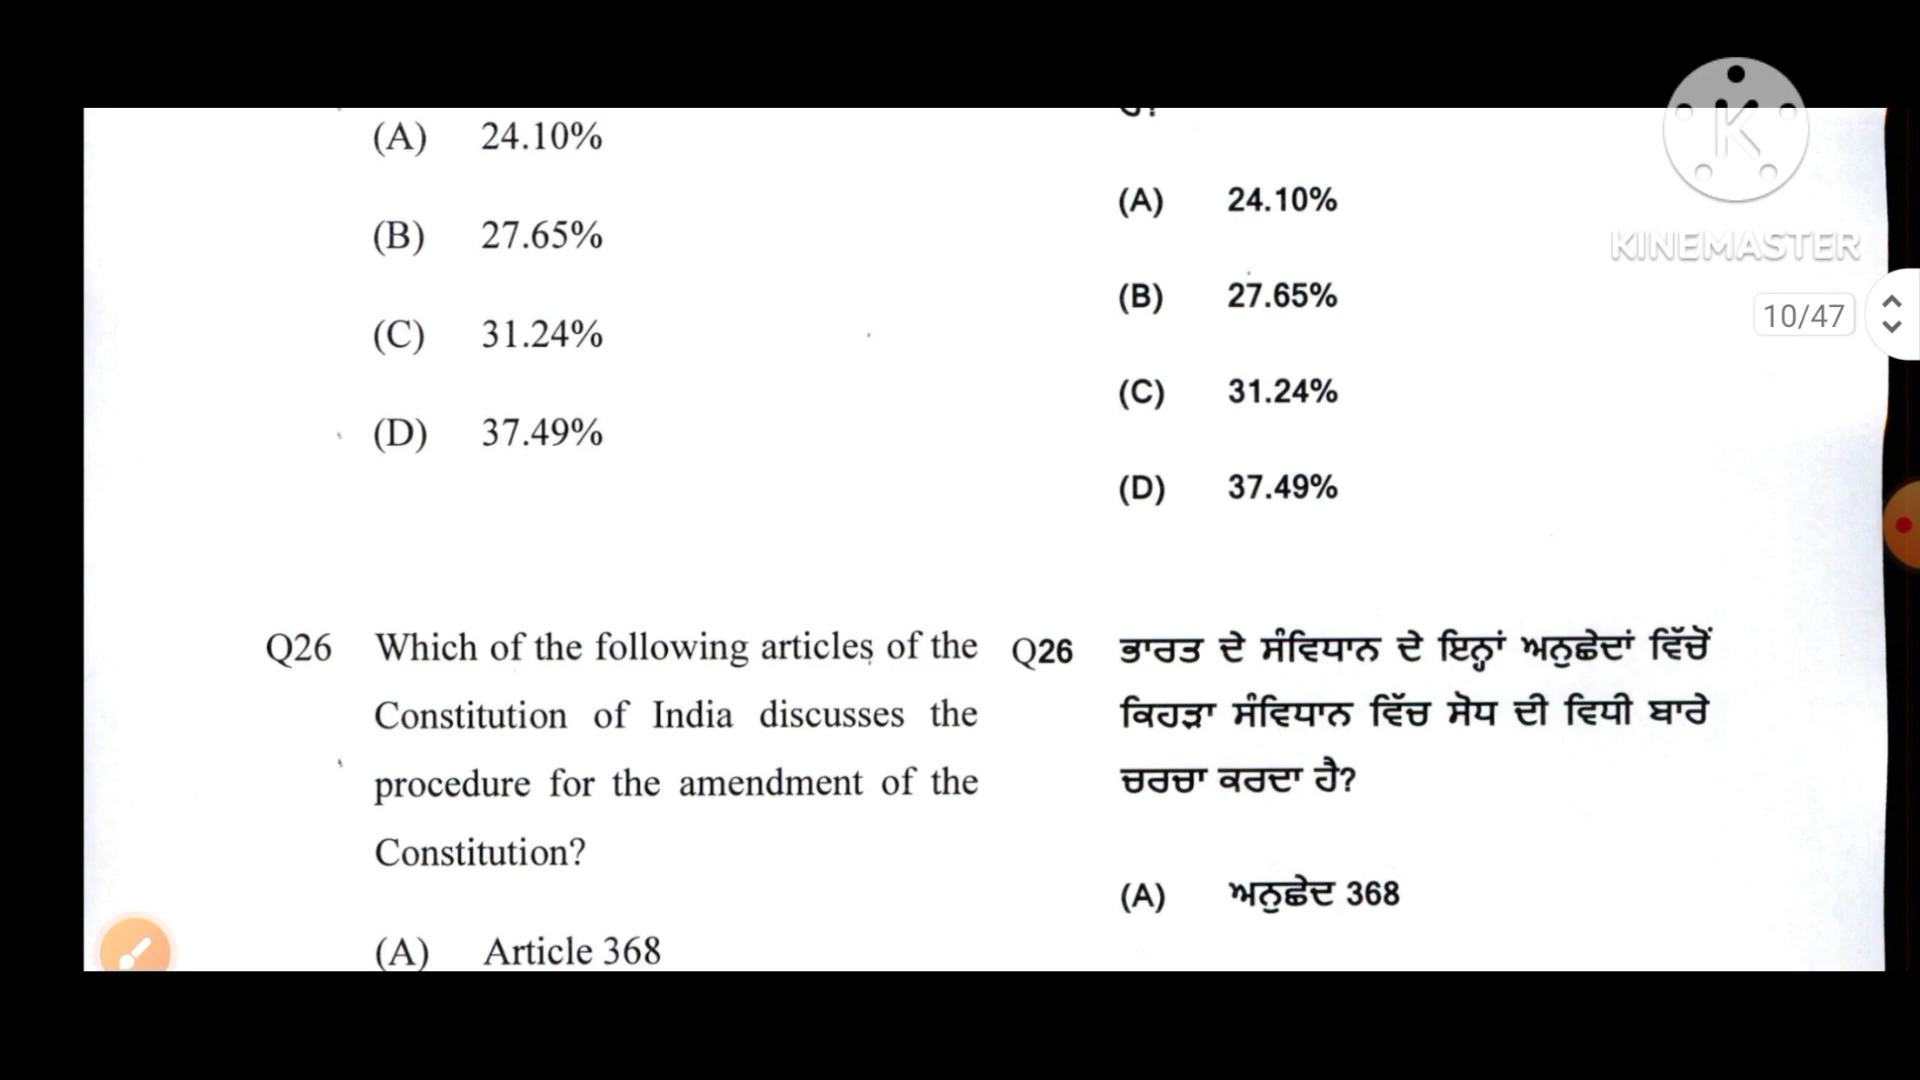 (A) 24.10%
(B) 27.65%
(C) 31.24%
(D) 37.49%
Q26 Which of the following articles of the
Constitution of India discusses the
procedure for the amendment of the
Constitution?
(A) Article 368
(A) 24.10%
(B) 27.65%
(C) 31.24%
(D) 37.49%
Q26 ਭਾਰਤ ਦੇ ਸੰਵਿਧਾਨ ਦੇ ਇਨ੍ਹਾਂ ਅਨੁਛੇਦਾਂ ਵਿੱਚੋਂ
ਕਿਹੜਾ ਸੰਵਿਧਾਨ ਵਿੱਚ ਸੋਧ ਦੀ ਵਿਧੀ ਬਾਰੇ
ਚਰਚਾ ਕਰਦਾ ਹੈ?
(A) ਅਨੁਛੇਦ 368
K
KINEMASTER
10/47